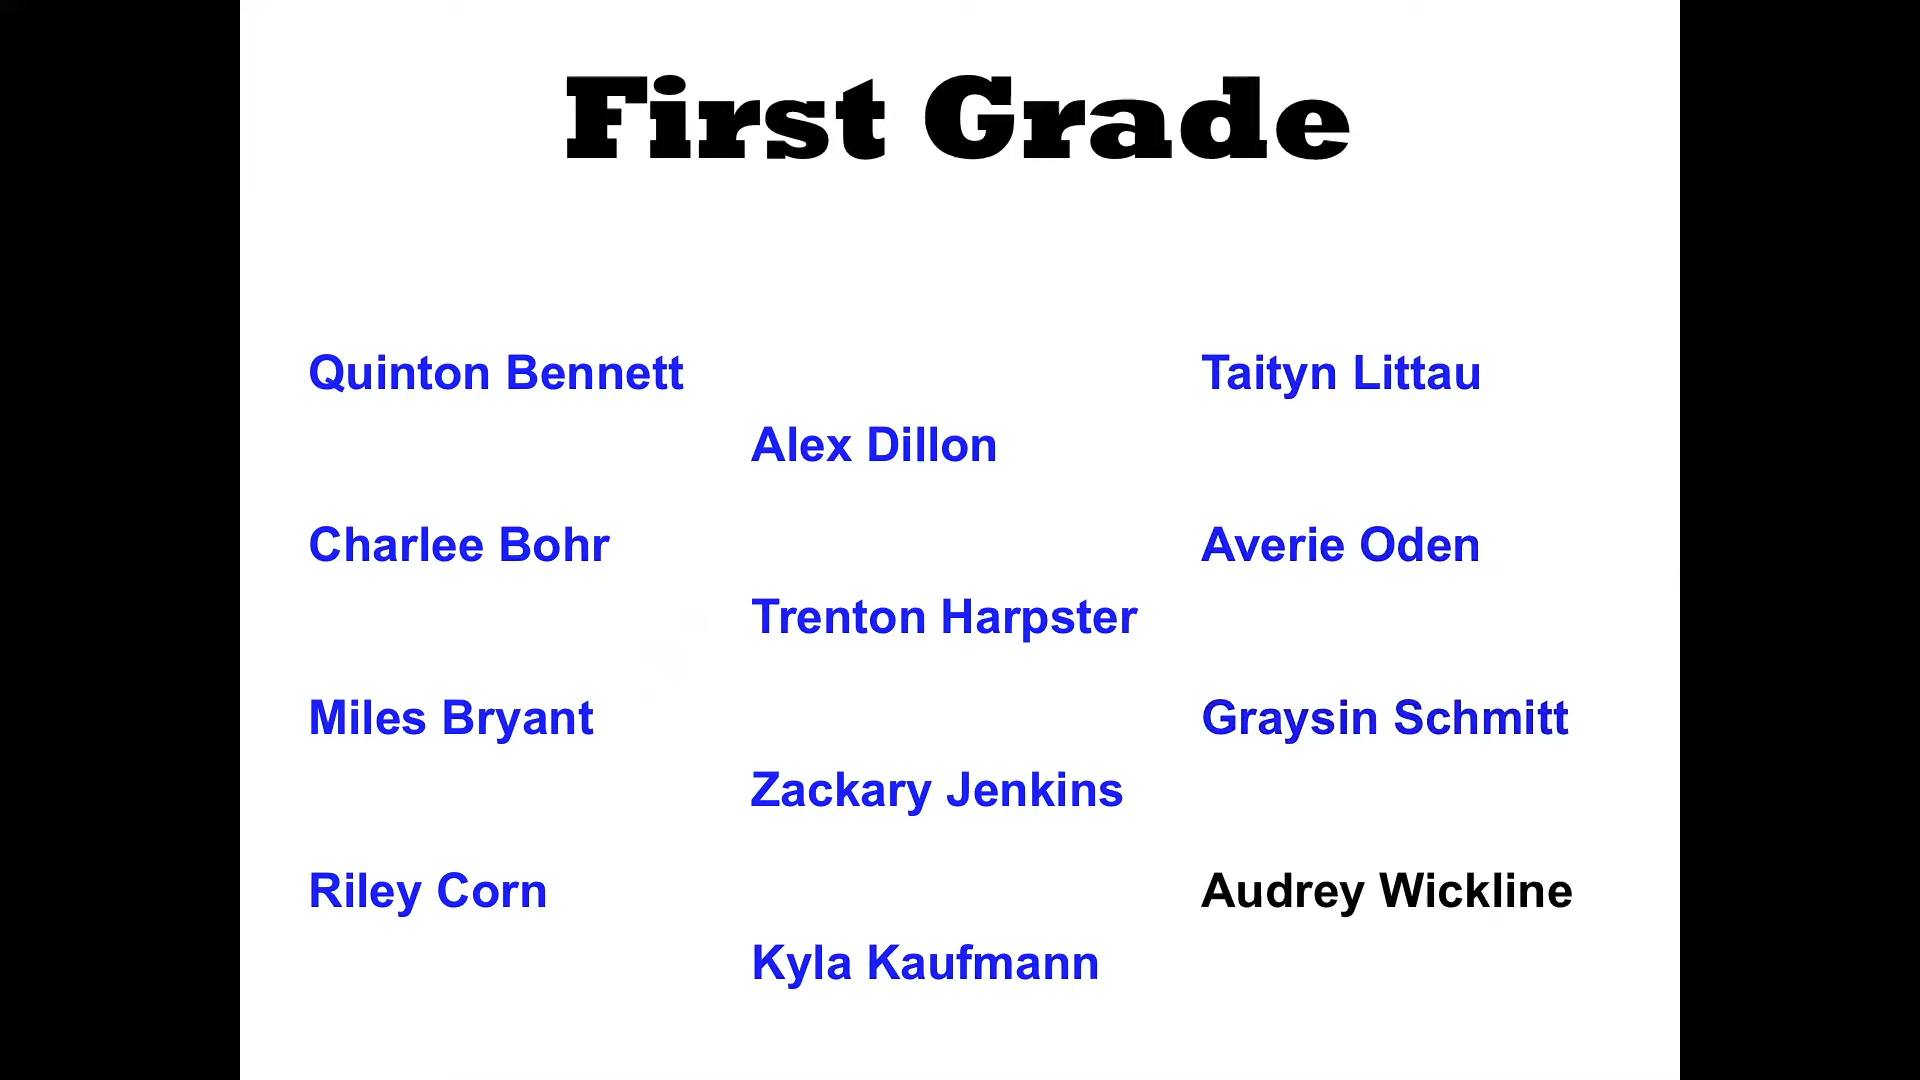 First Grade
Quinton Bennett
Taityn Littau
Alex Dillon
Charlee Bohr
Averie Oden
Trenton Harpster
Miles Bryant
Graysin Schmitt
Zackary Jenkins
Riley Corn
Audrey Wickline
Kyla Kaufmann